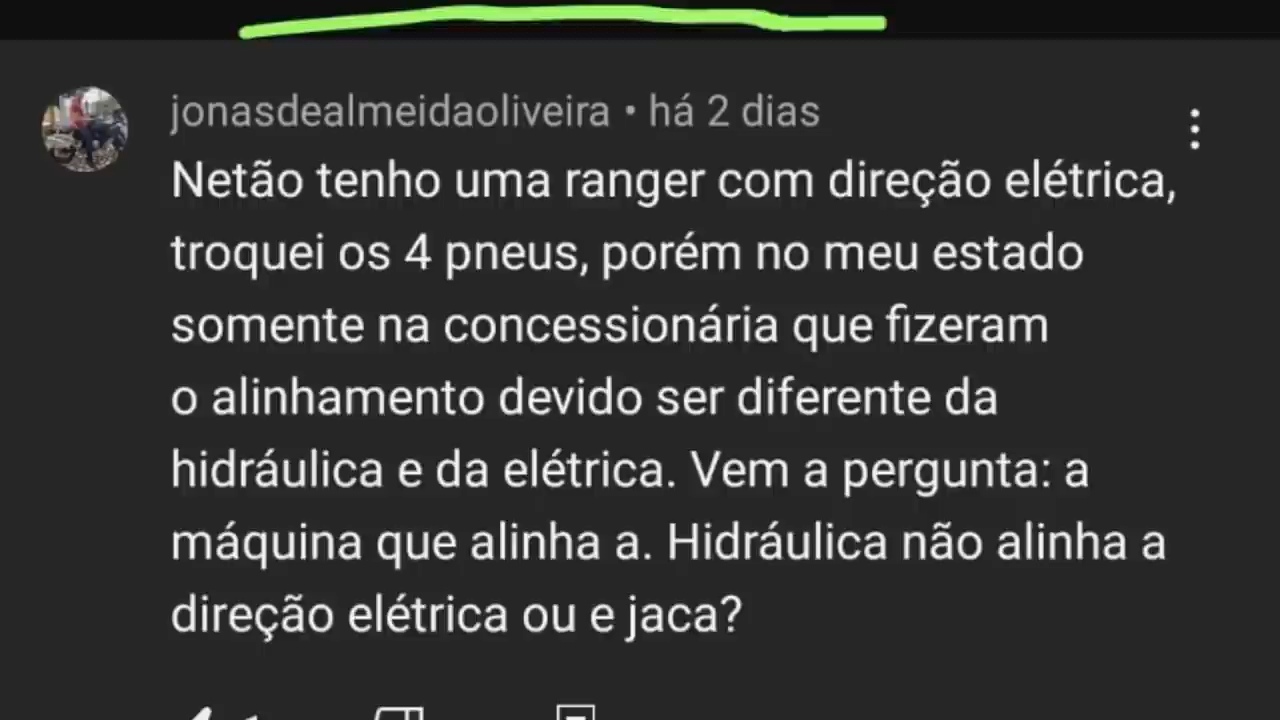 jonasdealmeidaoliveira • há 2 dias
Netão tenho uma ranger com direção elétrica,
troquei os 4 pneus, porém no meu estado
somente na concessionária que fizeram
o alinhamento devido ser diferente da
hidráulica e da elétrica. Vem a pergunta: a
máquina que alinha a. Hidráulica não alinha a
direção elétrica ou e jaca?